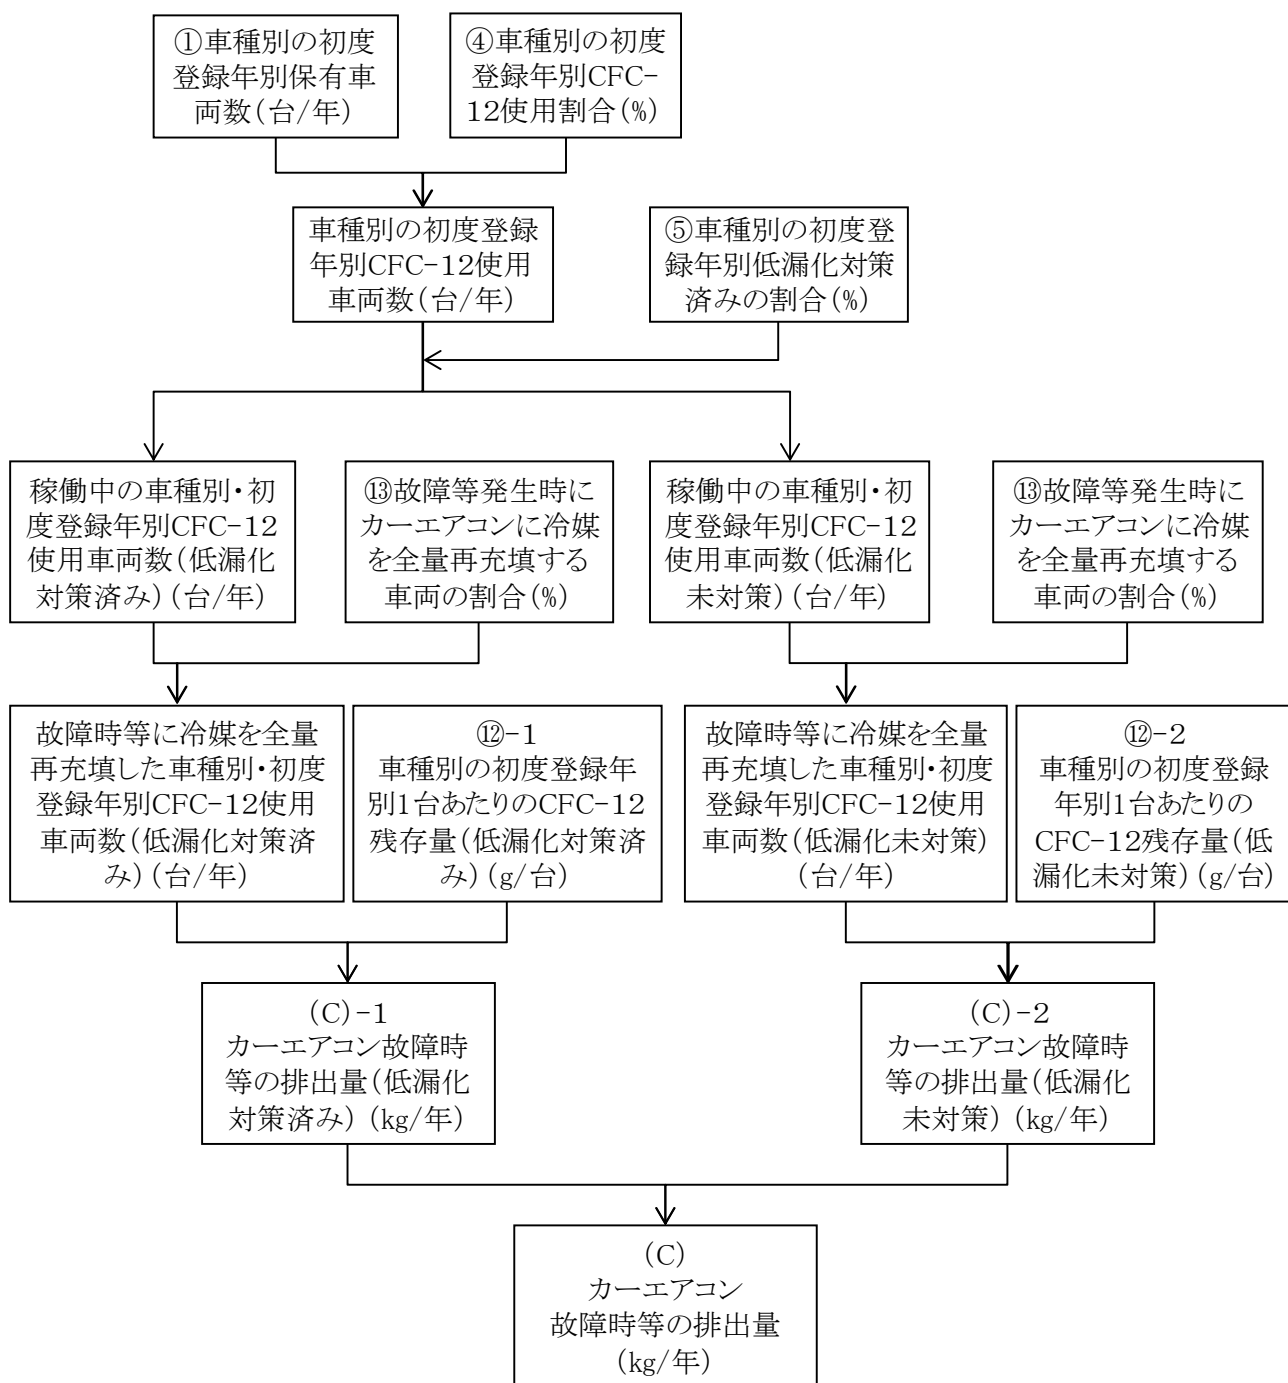 ①車種別の初度
登録年別保有車
両数(台/年)
④車種別の初度
登録年別CFC-
12使用割合(%)
車種別の初度登録
年別CFC-12使用
車両数(台/年)
⑤車種別の初度登
録年別低漏化対策
済みの割合(%)
稼働中の車種別・初
度登録年別CFC-12
使用車両数(低漏化
対策済み)(台/年)
⑬故障等発生時に
カーエアコンに冷媒
を全量再充填する
車両の割合(%)
稼働中の車種別・初
度登録年別CFC-12
使用車両数(低漏化
未対策)(台/年)
⑬故障等発生時に
カーエアコンに冷媒
を全量再充填する
車両の割合(%)
故障時等に冷媒を全量
再充填した車種別・初度
登録年別CFC-12使用
車両数(低漏化対策済
み)(台/年)
⑫-1
車種別の初度登録年
別1台あたりのCFC-12
残存量(低漏化対策済
み)(g/台)
故障時等に冷媒を全量
再充填した車種別・初度
登録年別CFC-12使用
車両数(低漏化未対策)
(台/年)
⑫-2
車種別の初度登録
年別1台あたりの
CFC-12残存量(低
漏化未対策)(g/台)
(C)-1
カーエアコン故障時
等の排出量(低漏化
対策済み)(kg/年)
(C)-2
カーエアコン故障時
等の排出量(低漏化
未対策)(kg/年)
(C)
カーエアコン
故障時等の排出量
(kg/年)